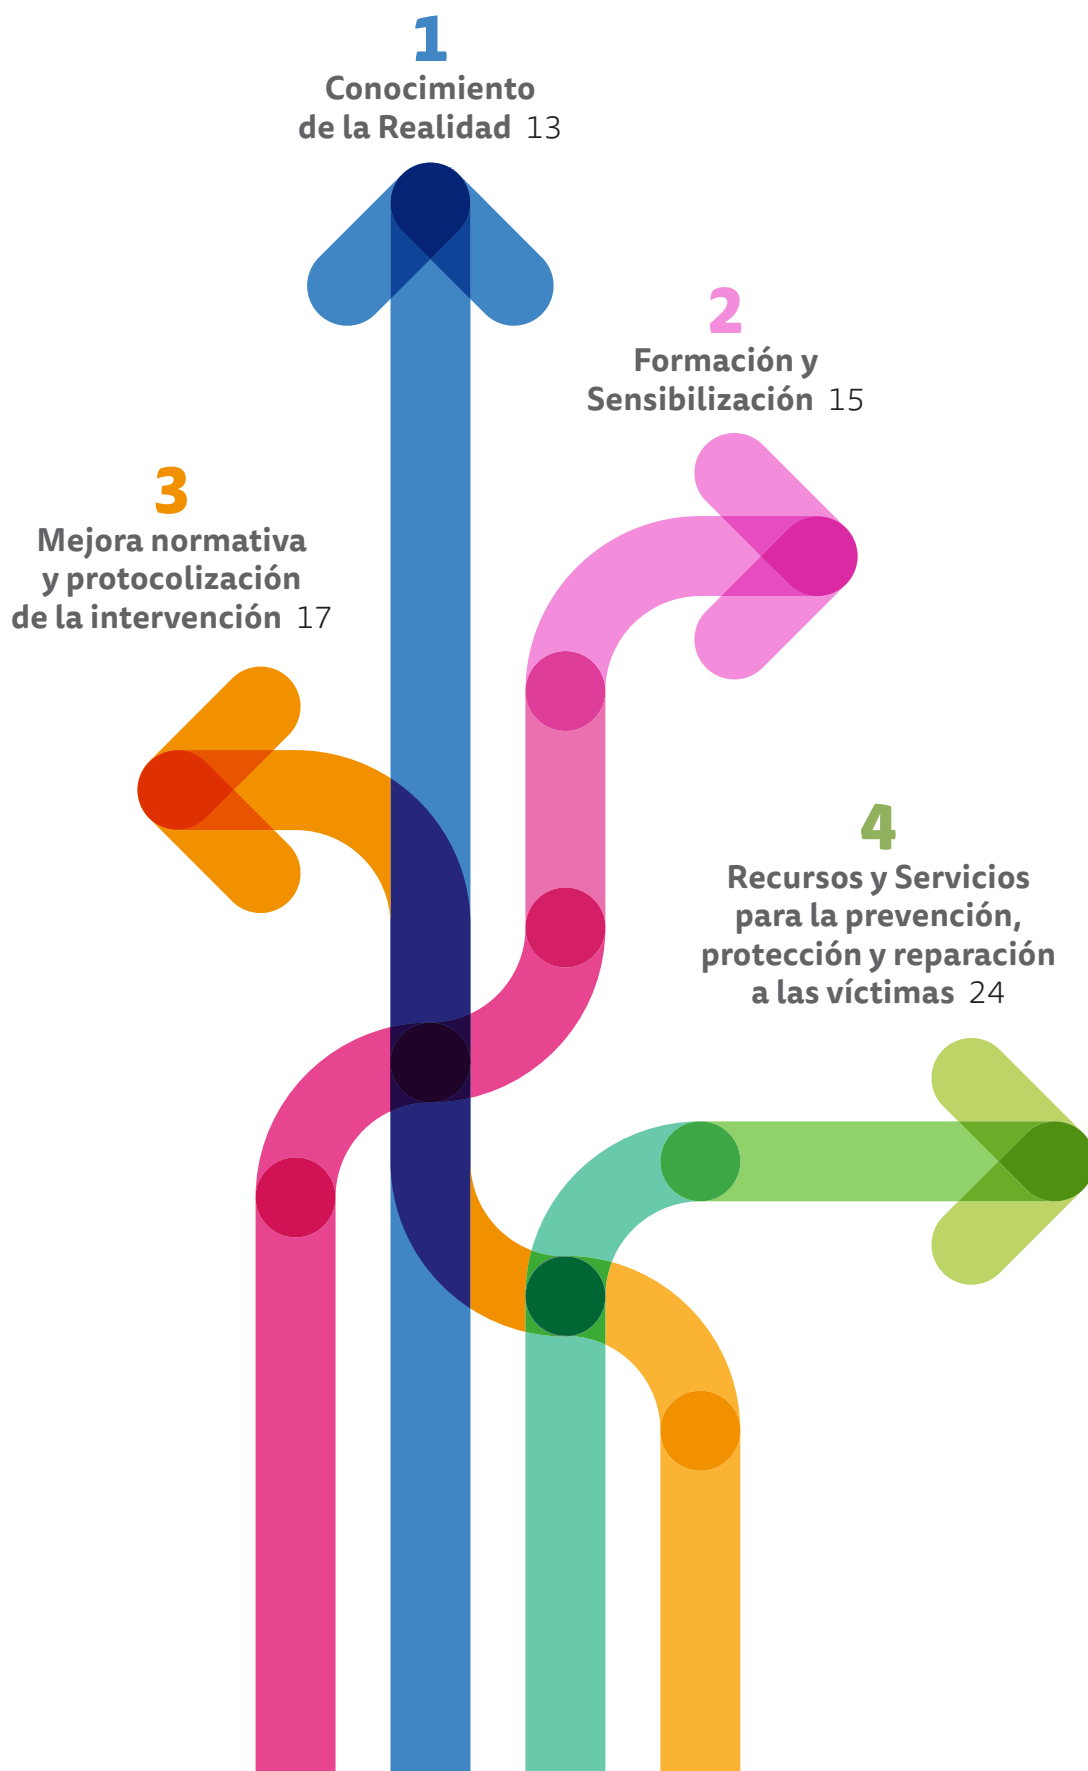 1
Conocimiento
de la Realidad 13
2
Formación y
Sensibilización 15
3
Mejora normativa
y protocolización
de la intervención 17
4
Recursos y Servicios
para la prevención,
protección y reparación
a las víctimas 24